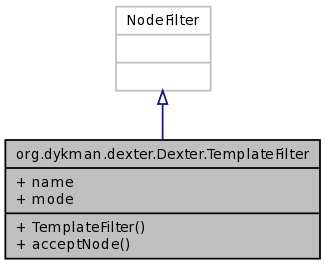 NodeFilter
org.dykman.dexter.Dexter.TemplateFilter
+ name
+ mode
+ TemplateFilter()
+ acceptNode()